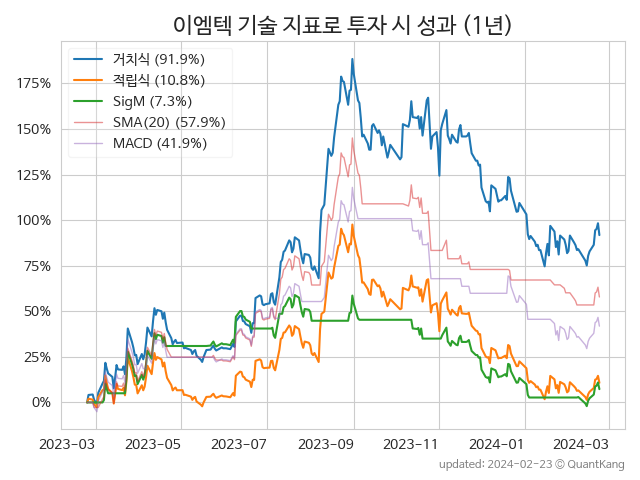 이엠텍 기술 지표로 투자 시 성과 (1년)
거치식 (91.9%)
적립식 (10.8%)
SigM (7.3%)
SMA(20) (57.9%)
MACD (41.9%)
175%
150%
125%
100%
75%
50%
25%
0%
2023-03 2023-05 2023-07 2023-09 2023-11 2024-01 2024-03
updated: 2024-02-23 ⓒ QuantKang